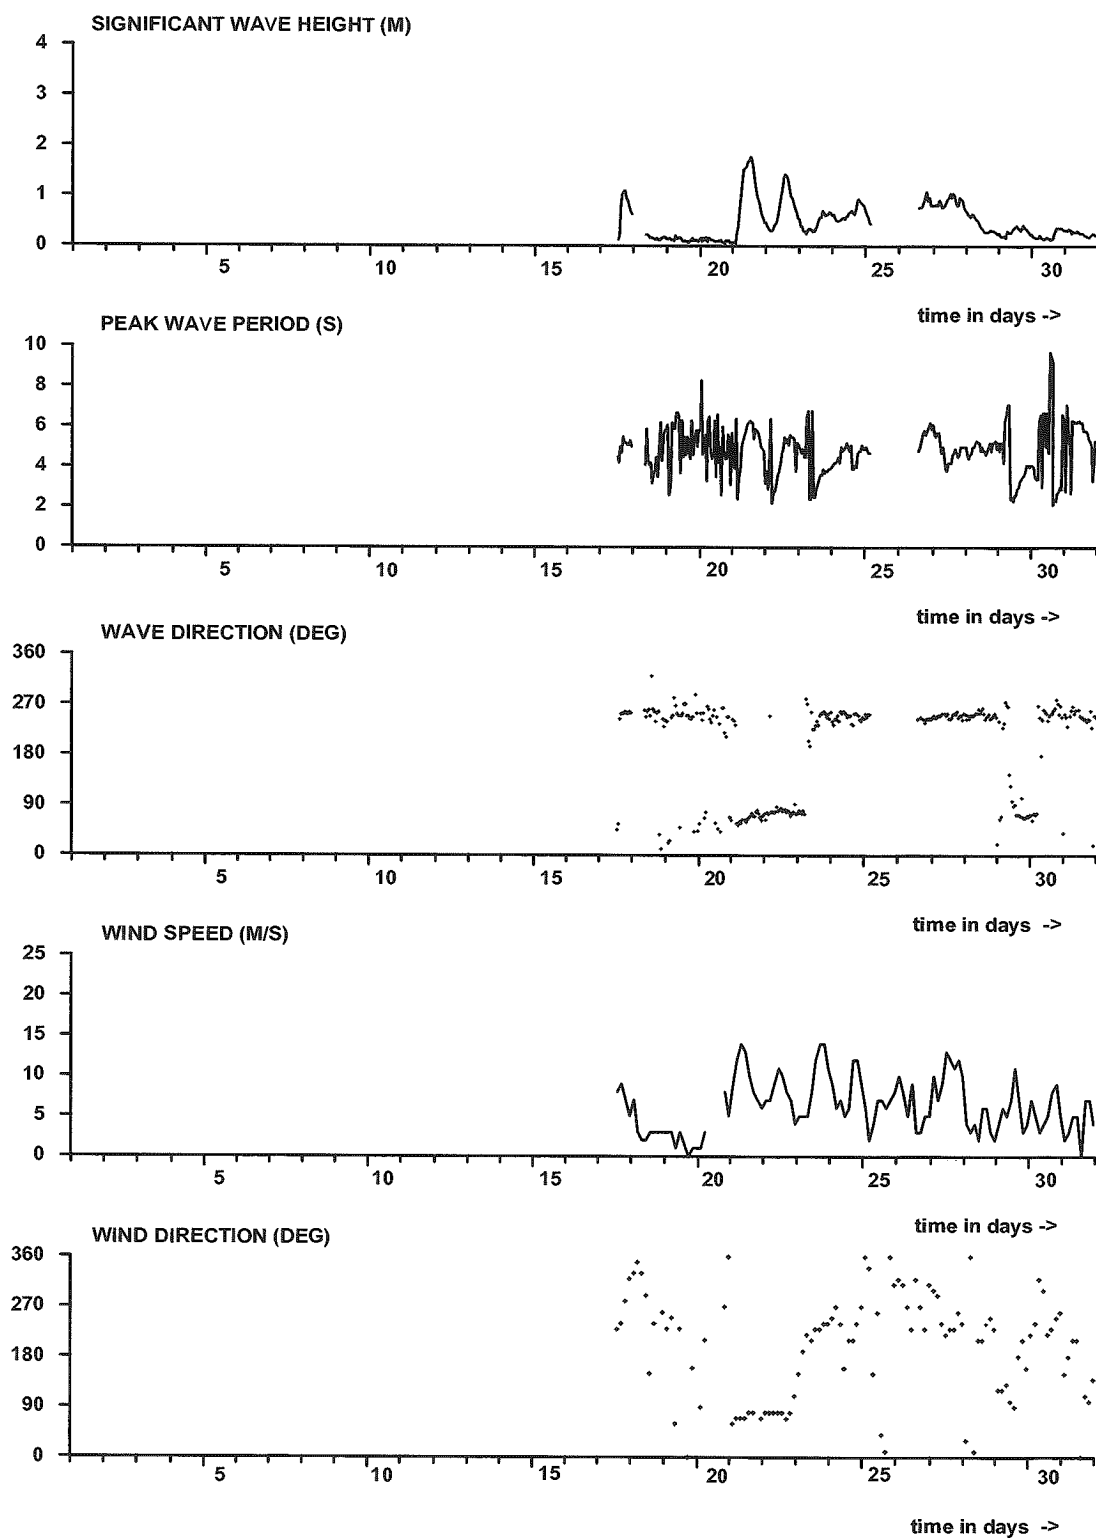 SIGNIFICANT WAVE HEIGHT (M)
4
3
2
1
0
5 10 15 20 25 30
time in days ->
PEAK WAVE PERIOD (S)
10
8
6
4
2
0
5 10 15 20 25 30
time in days ->
WAVE DIRECTION (DEG)
360
270
180
90
0
5 10 15 20 25 30
time in days ->
WIND SPEED (M/S)
25
20
15
10
5
0
5 10 15 20 25 30
time in days ->
WIND DIRECTION (DEG)
360
270
180
90
0
5 10 15 20 25 30
time in days ->